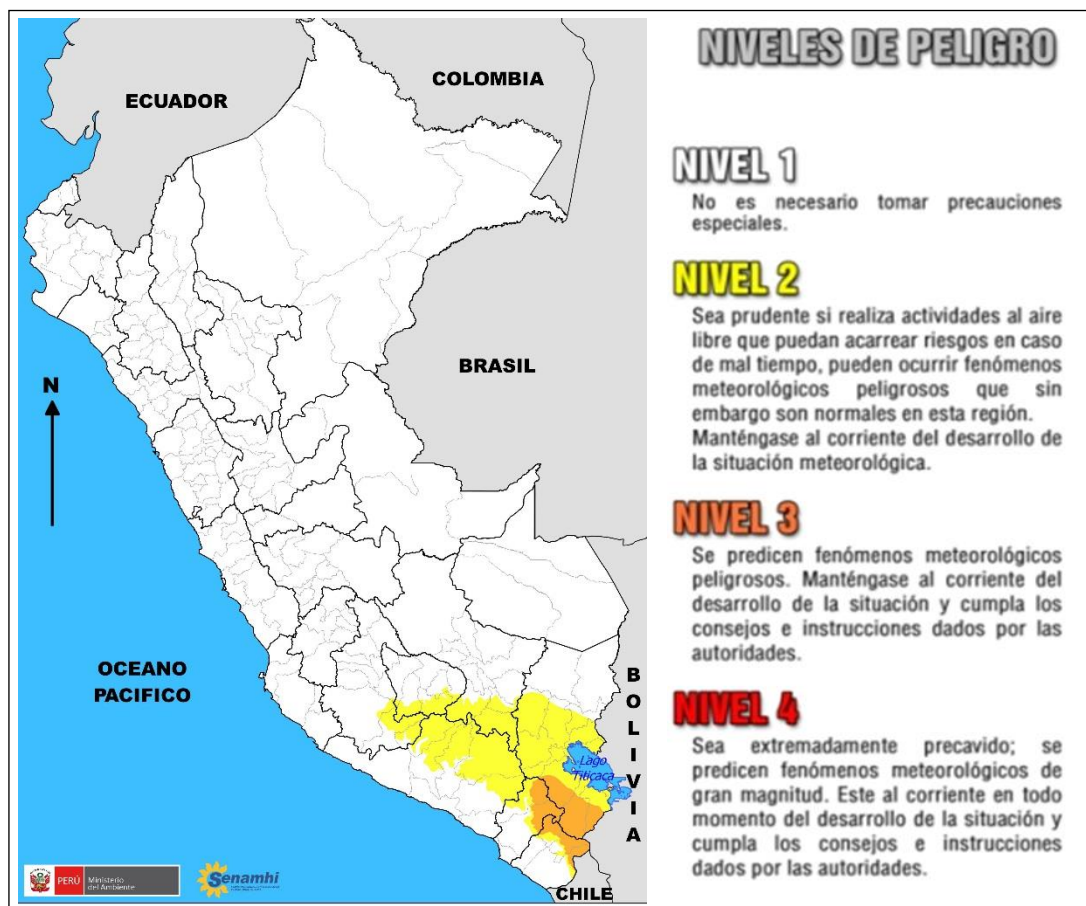 COLOMBIA
ECUADOR
BRASIL
N
OCEANO
PACIFICO
BOLIVIA
Lago
Titicaca
CHILE
PERÚ
Ministerio
del Ambiente
Senamhi
NIVELES DE PELIGRO
NIVEL 1
No es necesario tomar precauciones
especiales.
NIVEL 2
Sea prudente si realiza actividades al aire
libre que puedan acarrear riesgos en caso
de mal tiempo, pueden ocurrir fenómenos
meteorológicos peligrosos que sin
embargo son normales en esta región.
Manténgase al corriente del desarrollo de
la situación meteorológica.
NIVEL 3
Se predicen fenómenos meteorológicos
peligrosos. Manténgase al corriente del
desarrollo de la situación y cumpla los
consejos e instrucciones dados por las
autoridades.
NIVEL 4
Sea extremadamente precavido; se
predicen fenómenos meteorológicos de
gran magnitud. Este al corriente en todo
momento del desarrollo de la situación y
cumpla los consejos e instrucciones
dados por las autoridades.